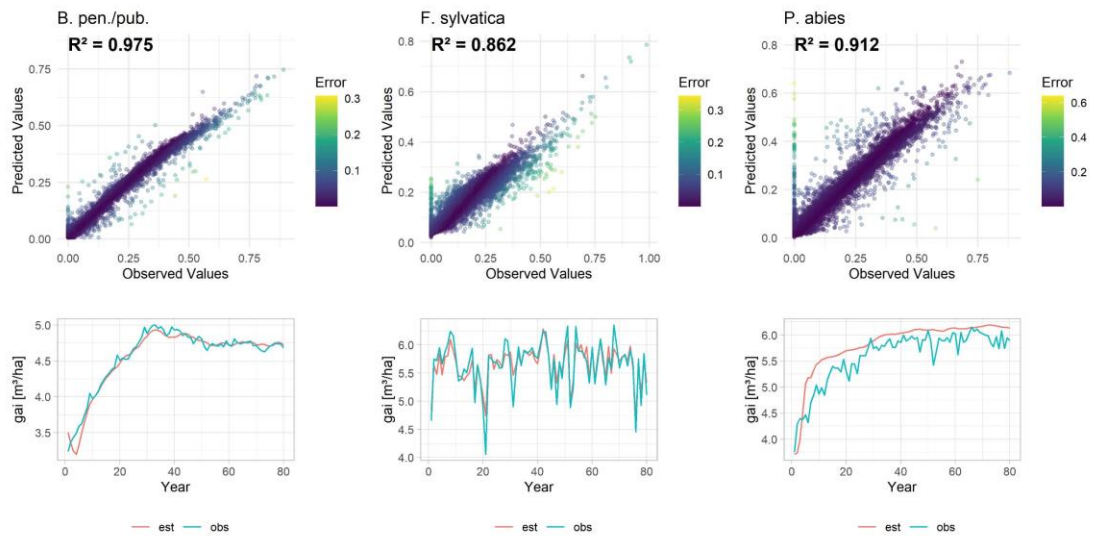 B. pen./pub.
R² = 0.975
Predicted Values
0.75
0.50
0.25
0.00
0.00 0.25 0.50 0.75
Observed Values
Error
0.3
0.2
0.1
F. sylvatica
R² = 0.862
Predicted Values
0.8
0.6
0.4
0.2
0.0
0.00 0.25 0.50 0.75 1.00
Observed Values
Error
0.3
0.2
0.1
P. abies
R² = 0.912
Predicted Values
0.8
0.6
0.4
0.2
0.0
0.00 0.25 0.50 0.75
Observed Values
Error
0.6
0.4
0.2
gai [m³/ha]
5.0
4.5
4.0
3.5
0 20 40 60 80
Year
est obs
gai [m³/ha]
6.0
5.5
5.0
4.5
4.0
0 20 40 60 80
Year
est obs
gai [m³/ha]
6.0
5.5
5.0
4.5
4.0
0 20 40 60 80
Year
est obs